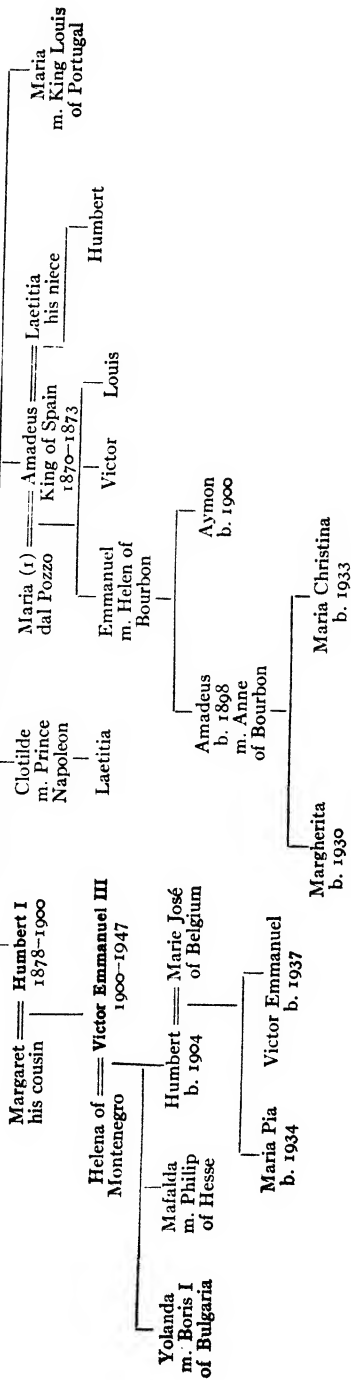 Margaret Humbert I
his cousin 1878–1900
Clotilde
m. Prince
Napoleon
Maria (1) Amadeus Laetitia
dal Pozzo King of Spain his niece
1870–1873
Maria
m. King Louis
of Portugal
Helena of Victor Emmanuel III
Montenegro 1900–1947
Laetitia
Emmanuel
m. Helen of
Bourbon
Victor
Louis
Humbert
Yolanda
m. Boris I
of Bulgaria
Mafalda
m. Philip
of Hesse
Humbert Marie José
b. 1904 of Belgium
Amadeus
b. 1898
m. Anne
of Bourbon
Aymon
b. 1900
Maria Pia
b. 1934
Victor Emmanuel
b. 1937
Margherita
b. 1930
Maria Christina
b. 1933